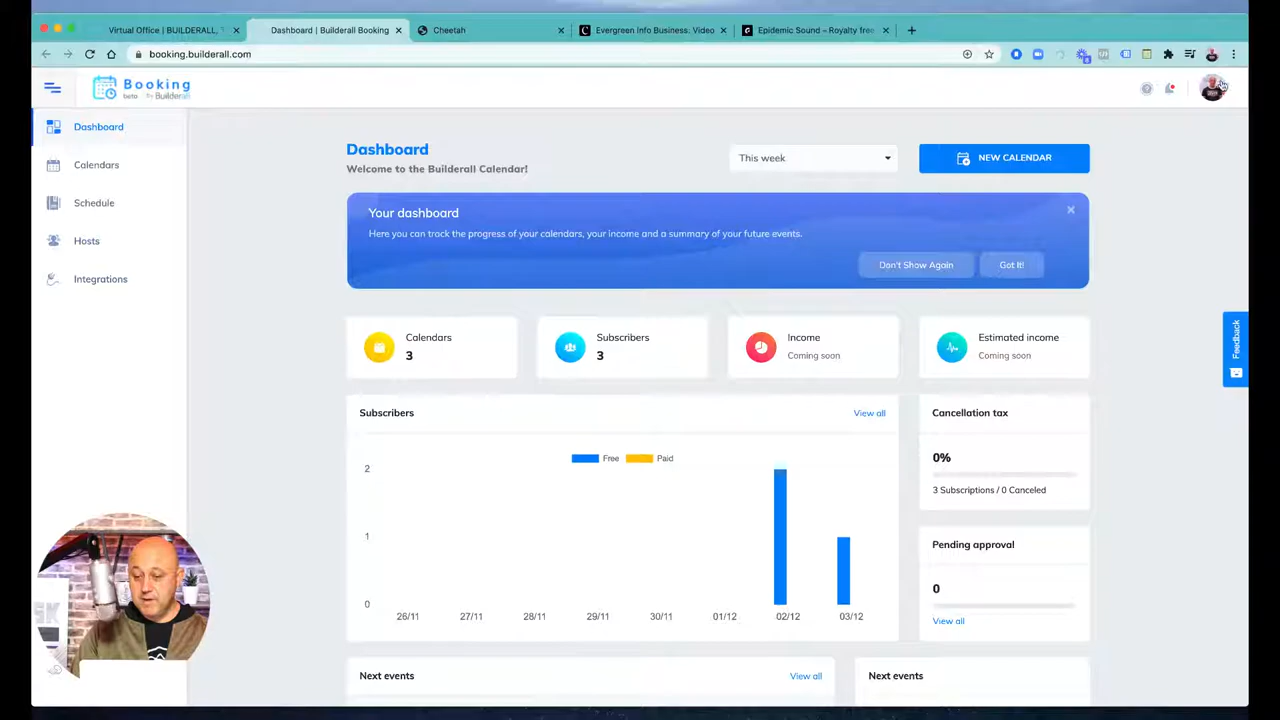 Virtual Office | BUILDERALL, T
Dashboard | Builderall Booking
Cheetah
Evergreen Info Business: Video
Epidemic Sound – Royalty free
booking.builderall.com
Booking
beta by Builderall
Dashboard
Calendars
Schedule
Hosts
Integrations
Dashboard
Welcome to the Builderall Calendar!
This week
NEW CALENDAR
Your dashboard
Here you can track the progress of your calendars, your income and a summary of your future events.
Don't Show Again
Got It!
Calendars
3
Subscribers
3
Income
Coming soon
Estimated income
Coming soon
Feedback
Subscribers
View all
Free
Paid
2
1
0
26/11
27/11
28/11
29/11
30/11
01/12
02/12
03/12
Cancellation tax
0%
3 Subscriptions / 0 Canceled
Pending approval
0
View all
Next events
View all
Next events